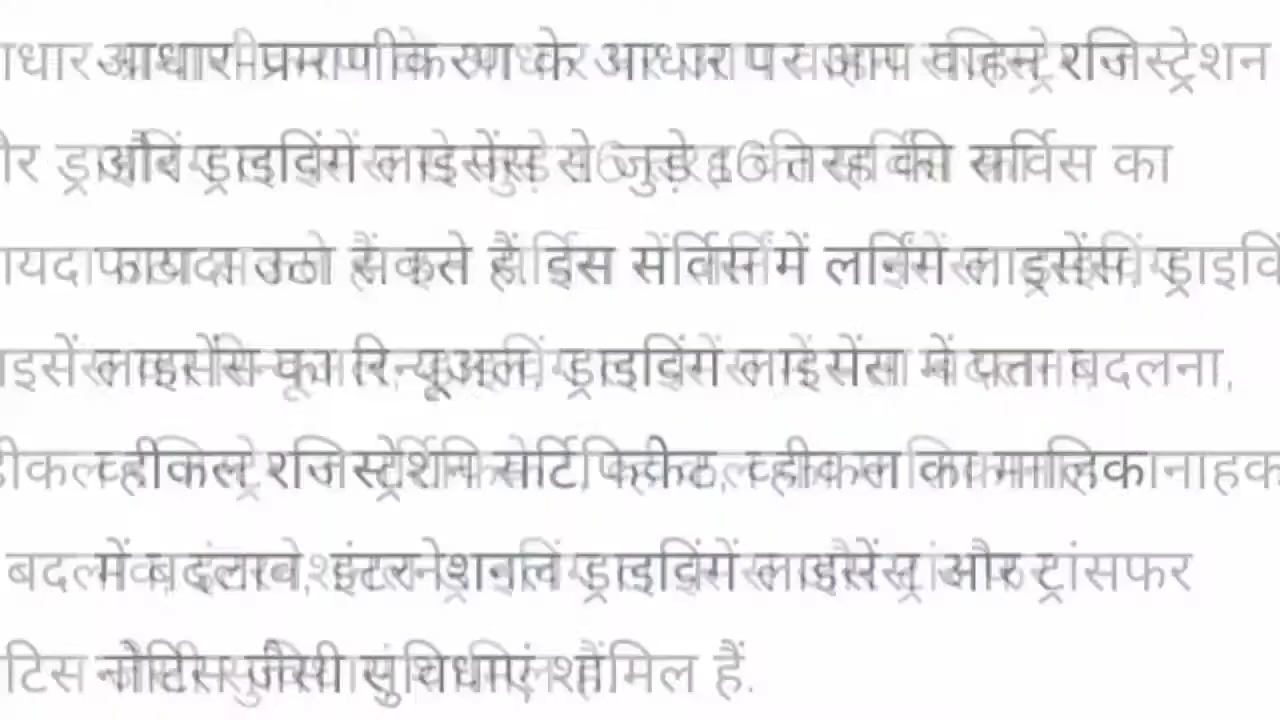 आधार प्रमाणीकरण के आधार पर आप वाहन रजिस्ट्रेशन
और ड्राइविंग लाइसेंस से जुड़े 16 तरह की सर्विस का
फायदा उठा सकते हैं. इस सर्विस में लर्निंग लाइसेंस, ड्राइविंग
लाइसेंस का रिन्यूअल, ड्राइविंग लाइसेंस में पता बदलना,
व्हीकल रजिस्ट्रेशन सर्टिफिकेट, व्हीकल का मालिकाना हक
में बदलाव, इंटरनेशनल ड्राइविंग लाइसेंस और ट्रांसफर
नोटिस जैसी सुविधाएं शामिल हैं.